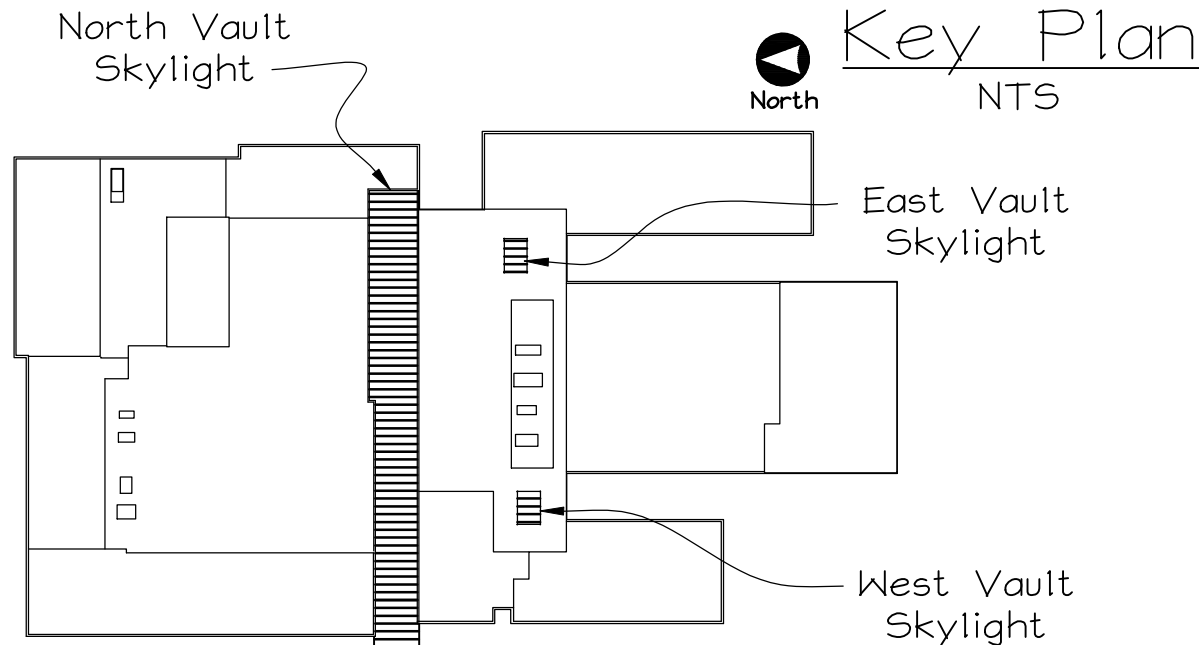 North Vault
Skylight
North
Key Plan
NTS
East Vault
Skylight
West Vault
Skylight